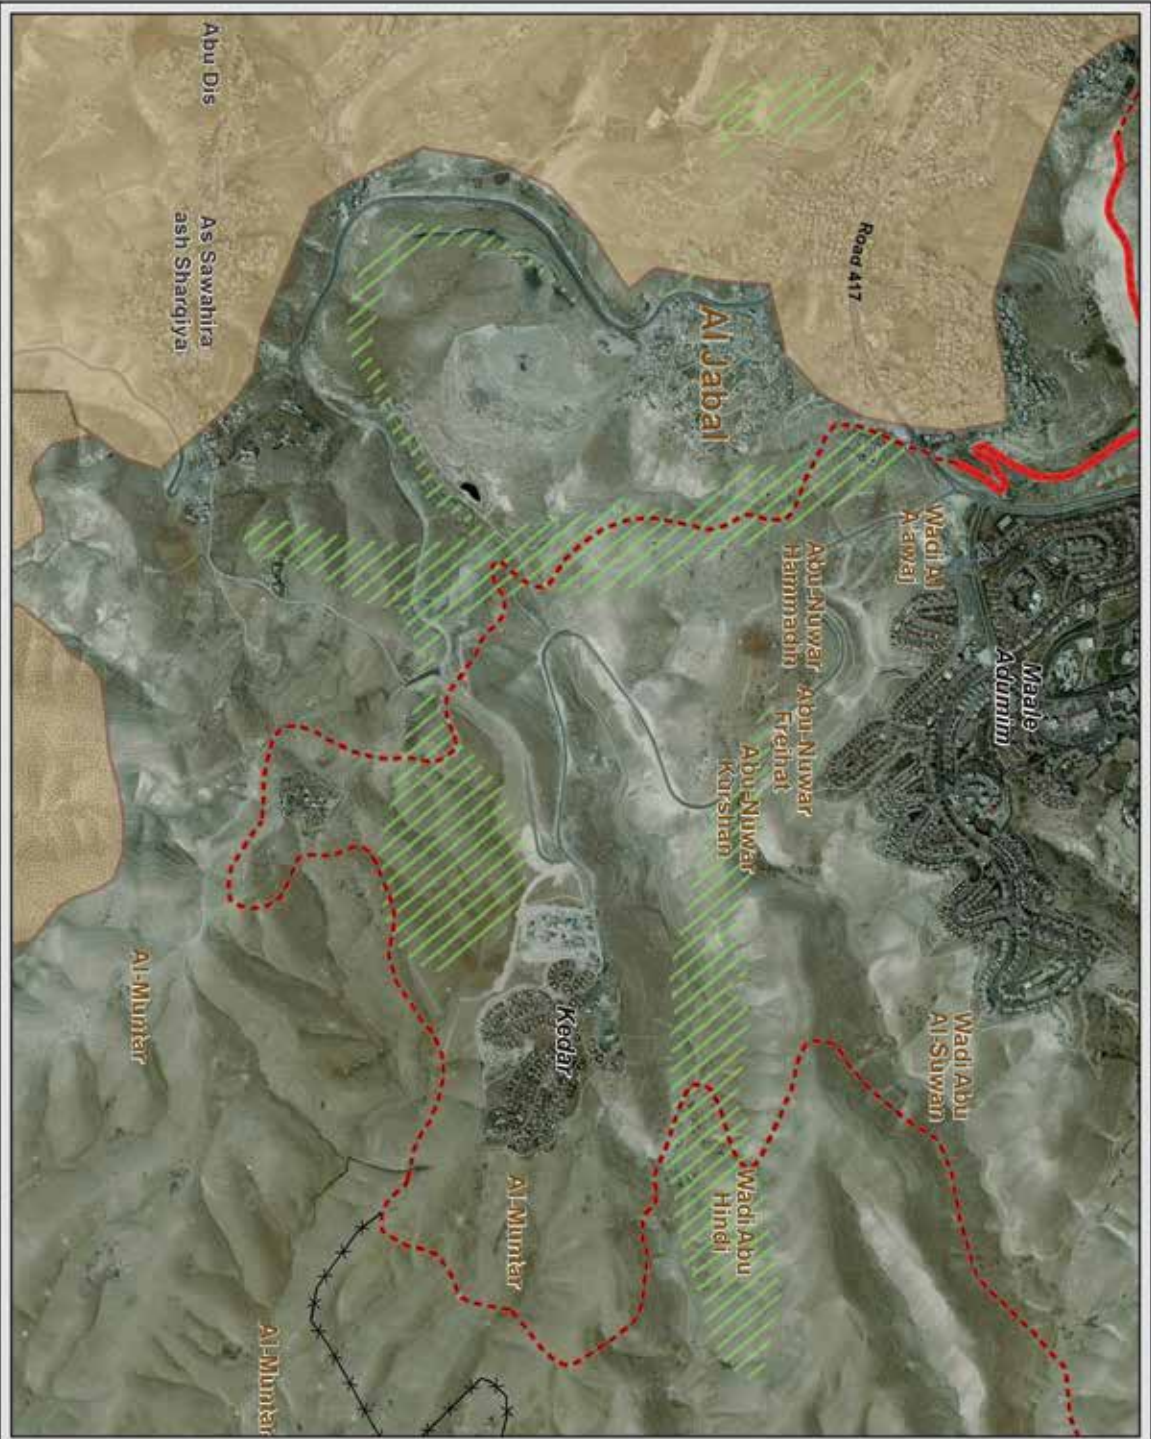 Maale
Adumim
Wadi Abu
Al-Suwan
Wadi Al
Aawaj
Road 417
Abu-Nuwar
Hammadin
Abu-Nuwar
Freihat
Abu-Nuwar
Kurshan
Wadi Abu
Hindi
Al Jabal
Kedar
Al-Muntar
Al-Muntar
Abu Dis
As Sawahira
ash Sharqiya
Al-Muntar